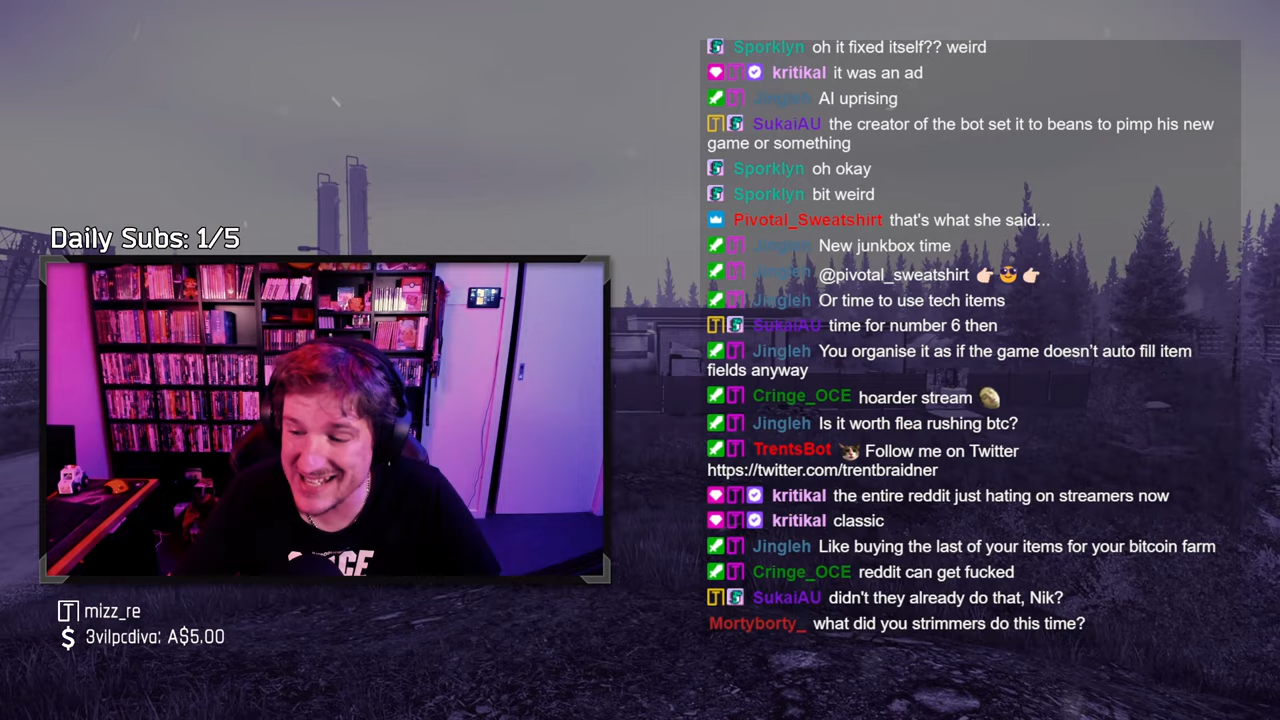 Sporklyn oh it fixed itself?? weird
kritikal it was an ad
Jingleh AI uprising
SukaiAU the creator of the bot set it to beans to pimp his new
game or something
Sporklyn oh okay
Sporklyn bit weird
Pivotal_Sweatshirt that's what she said...
Jingleh New junkbox time
Jingleh @pivotal_sweatshirt
Jingleh Or time to use tech items
SukaiAU time for number 6 then
Jingleh You organise it as if the game doesn’t auto fill item
fields anyway
Cringe_OCE hoarder stream
Jingleh Is it worth flea rushing btc?
TrentsBot Follow me on Twitter
https://twitter.com/trentbraidner
kritikal the entire reddit just hating on streamers now
kritikal classic
Jingleh Like buying the last of your items for your bitcoin farm
Cringe_OCE reddit can get fucked
SukaiAU didn't they already do that, Nik?
Mortyborty_ what did you strimmers do this time?
Daily Subs: 1/5
mizz_re
$ 3vilpcdiva: A$5.00